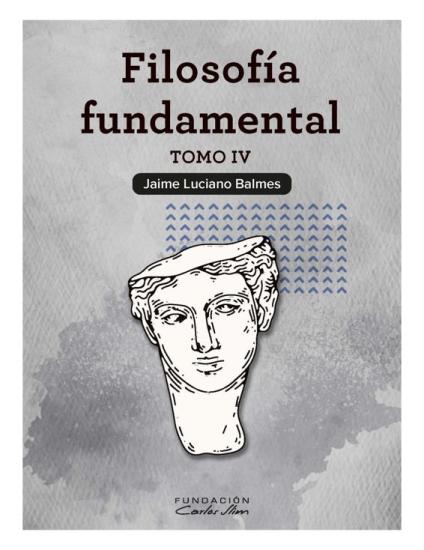 Filosofía
fundamental
TOMO IV
Jaime Luciano Balmes
FUNDACIÓN
Carlos Slim